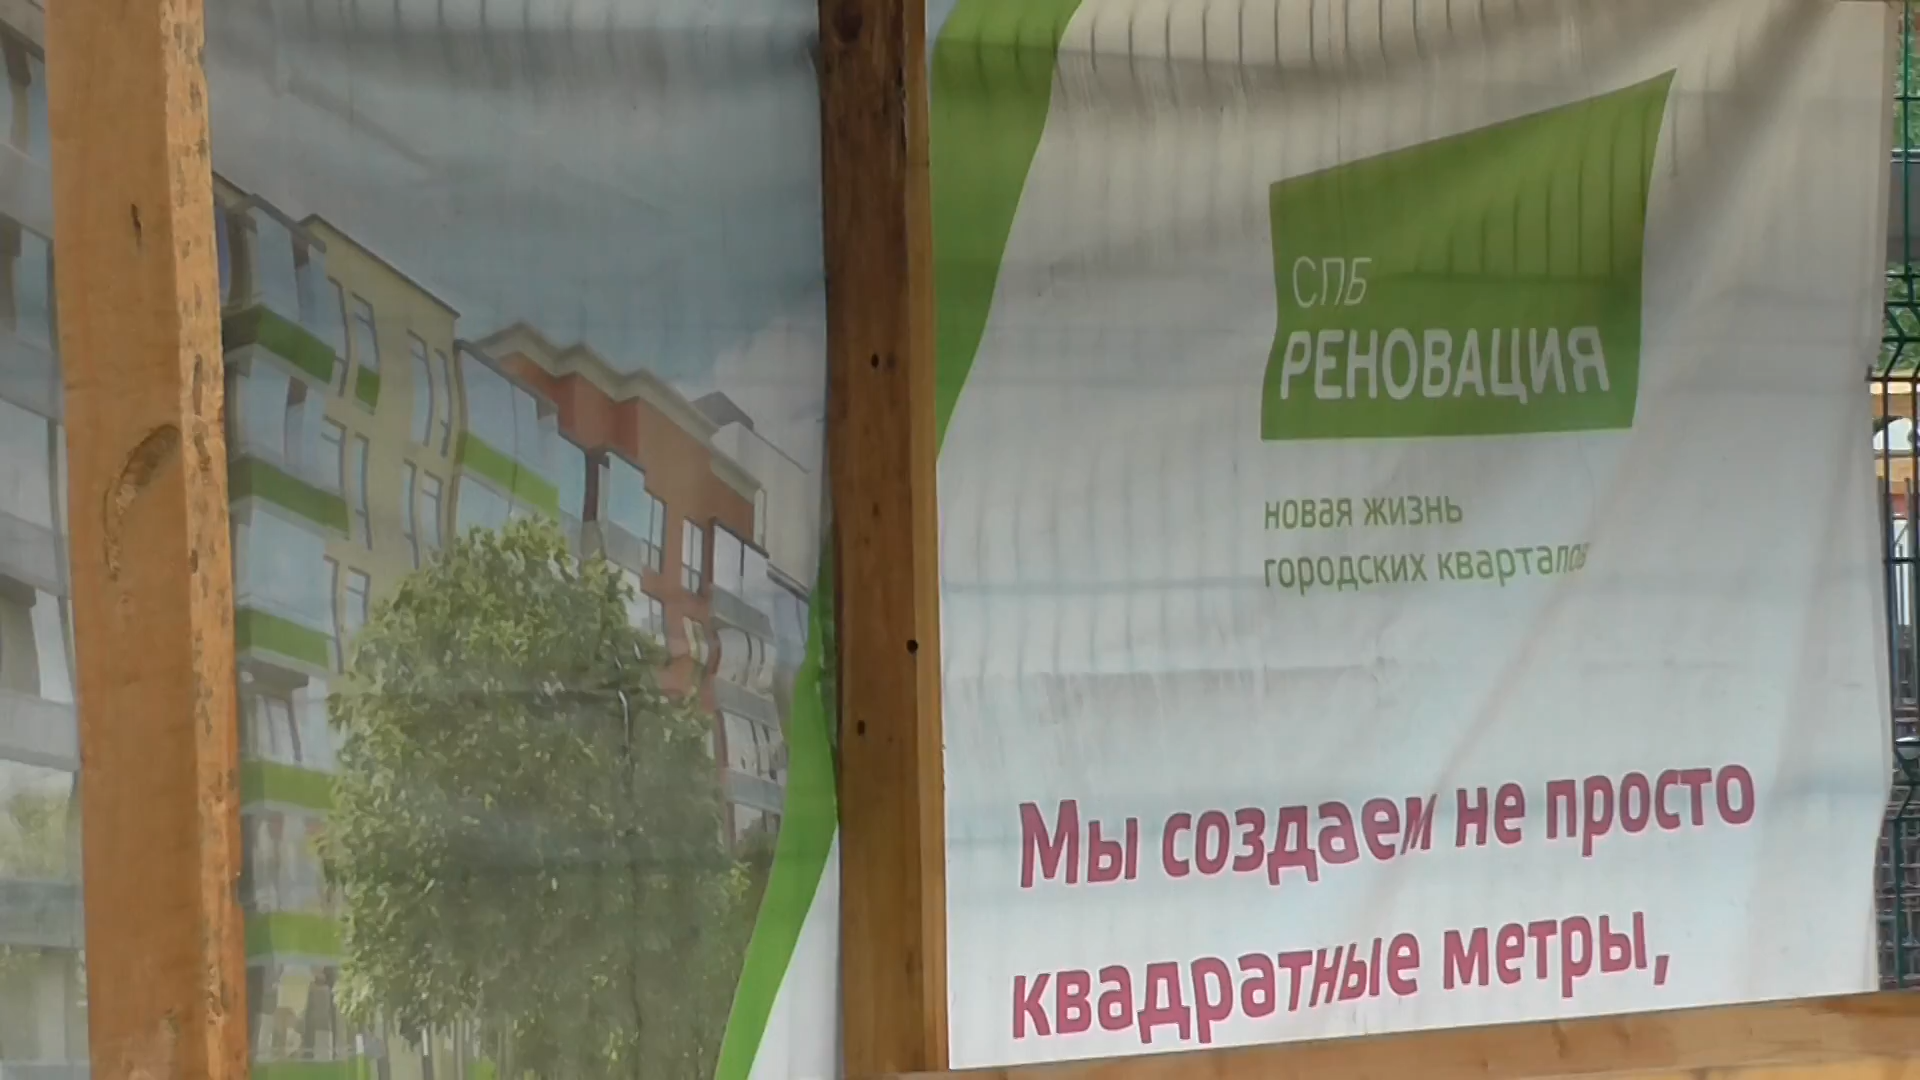 СПБ
РЕНОВАЦИЯ
новая жизнь
городских кварталов
Мы создаем не просто
квадратные метры,